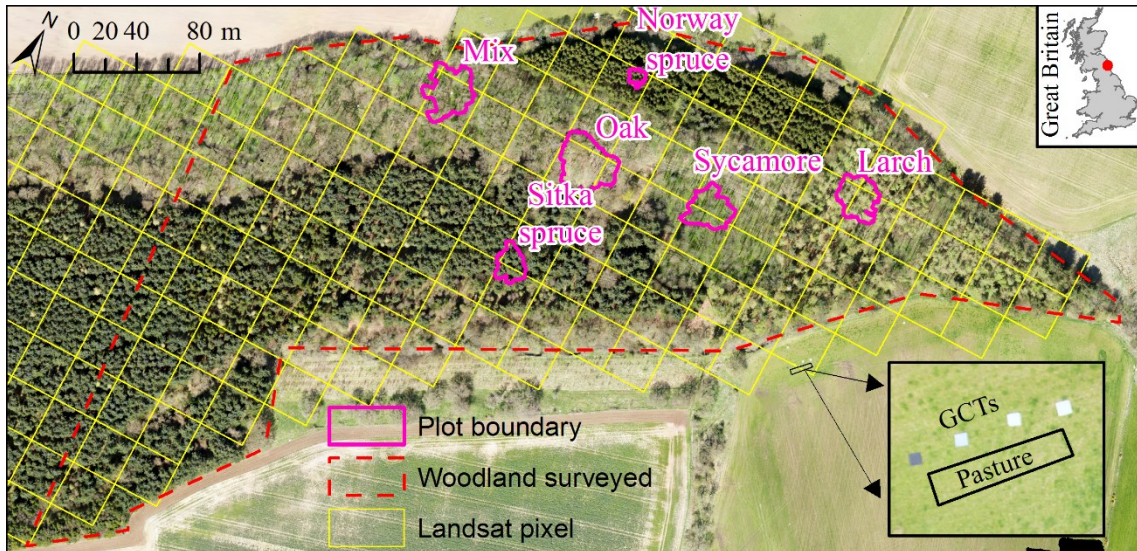 N
0 20 40 80 m
Mix
Norway
spruce
Oak
Sycamore
Larch
Sitka
spruce
Great Britain
GCTs
Pasture
Plot boundary
Woodland surveyed
Landsat pixel